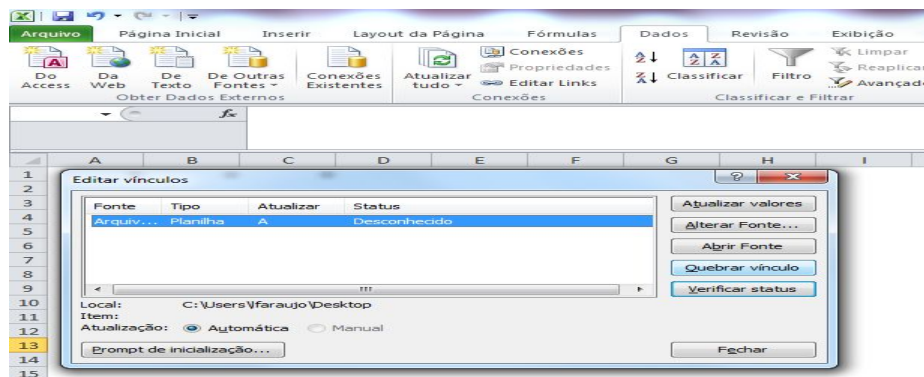 Arquivo Página Inicial Inserir Layout da Página Fórmulas Dados Revisão Exibição
Do Access
Da Web
De Texto
De Outras Fontes
Conexões Existentes
Obter Dados Externos
Atualizar tudo
Conexões
Propriedades
Editar Links
Conexões
Classificar
Filtro
Limpar
Reaplicar
Avançado
Classificar e Filtrar
fx
A B C D E F G H I
1
2
3
4
5
6
7
8
9
10
11
12
13
14
15
Editar vínculos
Fonte Tipo Atualizar Status
Arquiv... Planilha A Desconhecido
Atualizar valores
Alterar Fonte...
Abrir Fonte
Quebrar vínculo
Verificar status
Local: C:\Users\lfaraujo\Desktop
Item:
Atualização: Automática Manual
Prompt de inicialização...
Fechar